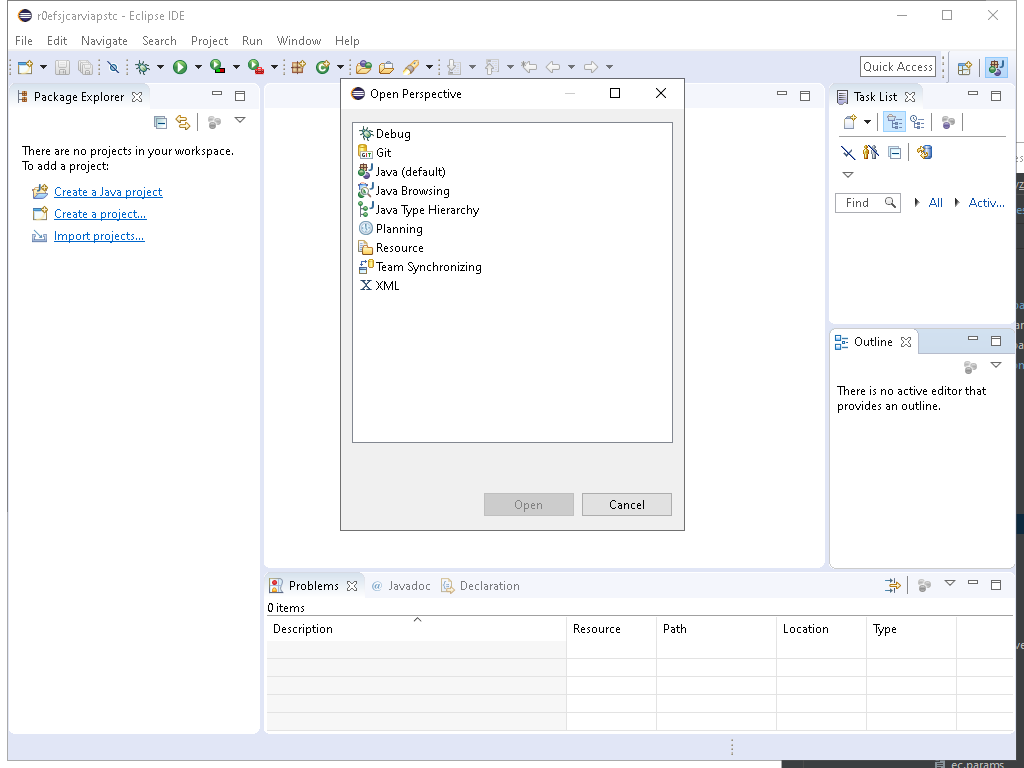 r0efsjcarviapstc - Eclipse IDE
File Edit Navigate Search Project Run Window Help
Quick Access
Package Explorer
There are no projects in your workspace.
To add a project:
Create a Java project
Create a project...
Import projects...
Open Perspective
Debug
GIT Git
Java (default)
Java Browsing
Java Type Hierarchy
Planning
Resource
Team Synchronizing
XML
Open Cancel
Task List
Find All Activ...
Outline
There is no active editor that
provides an outline.
Problems @ Javadoc Declaration
0 items
Description Resource Path Location Type
ec.params